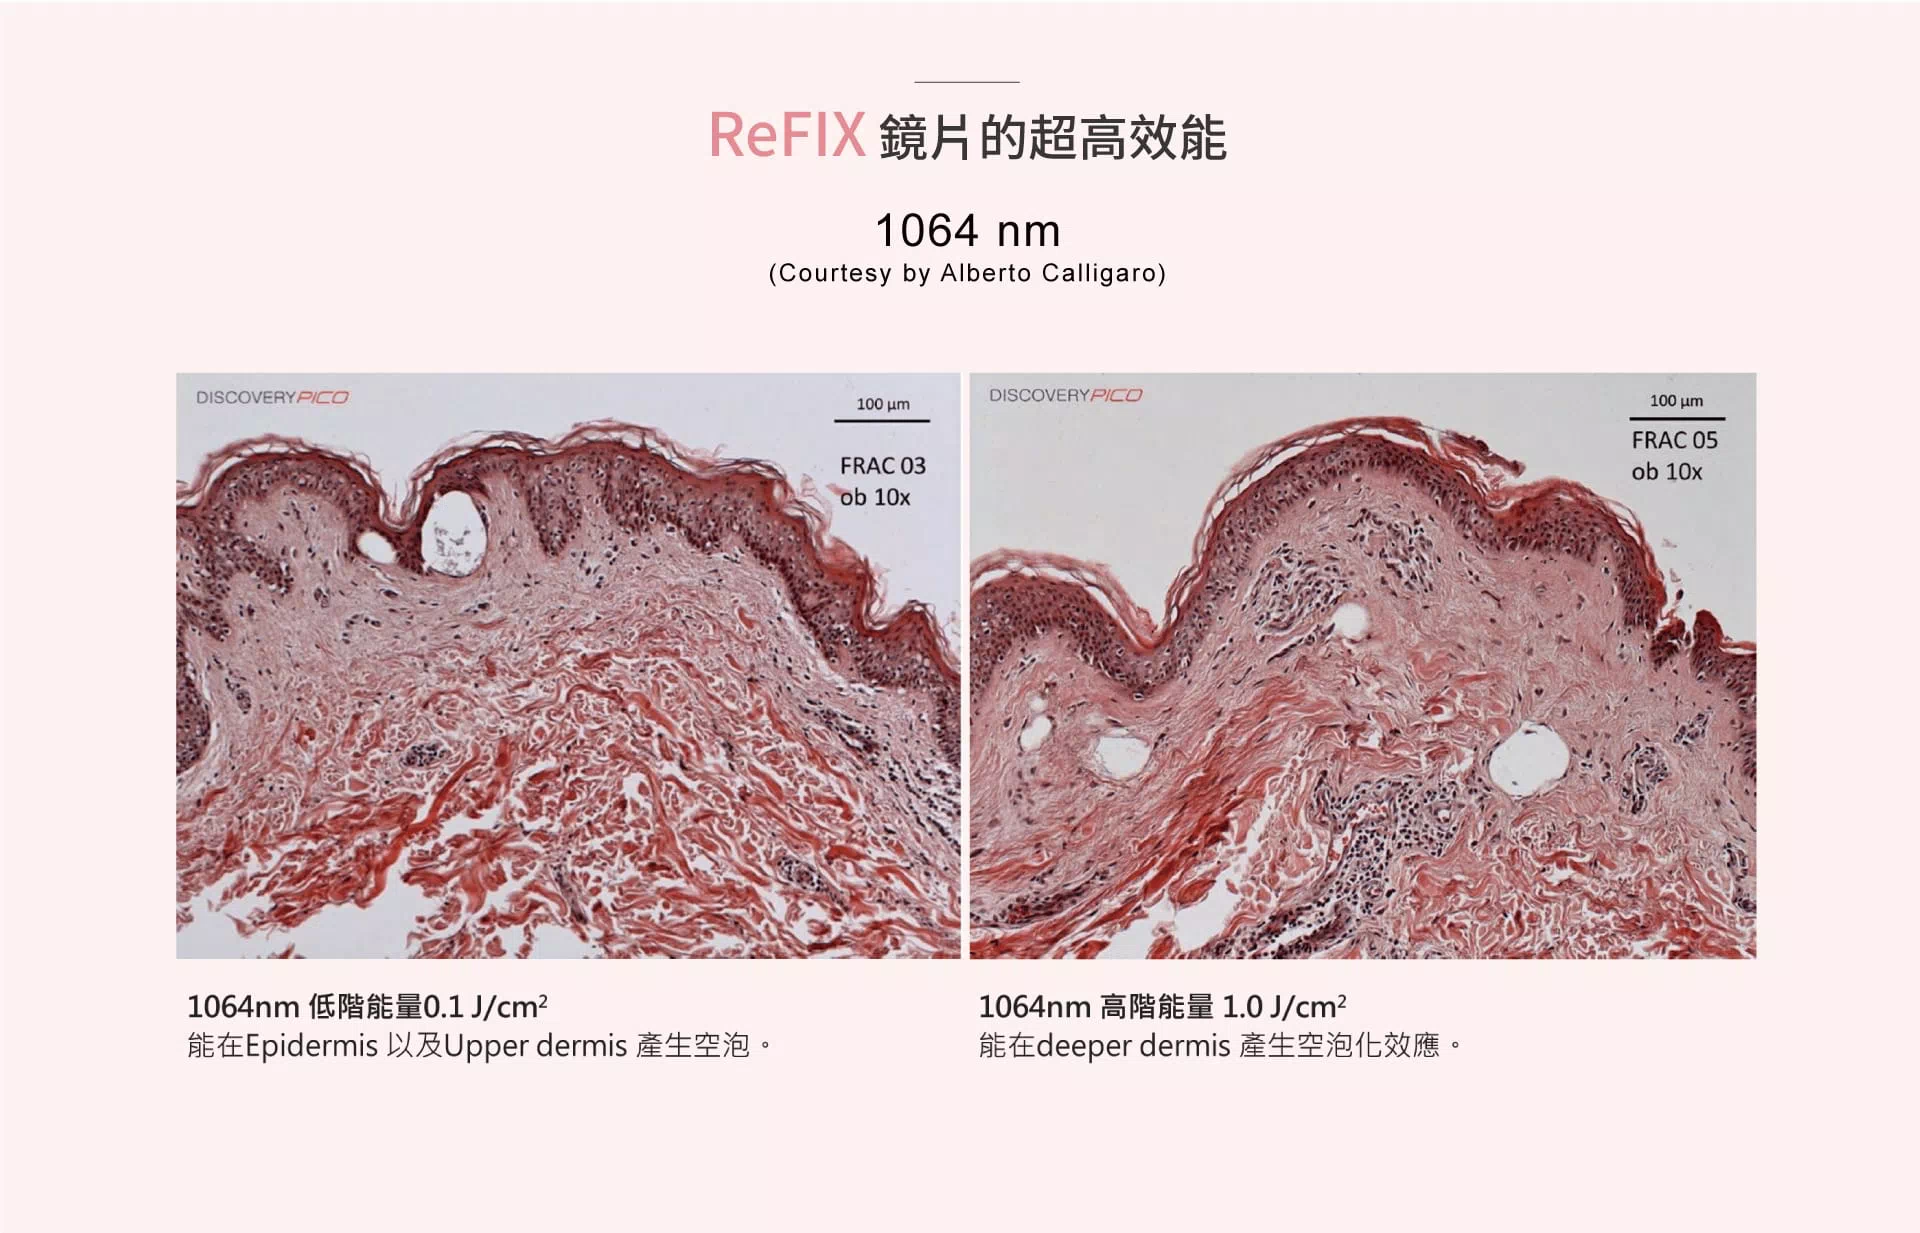 ReFIX 鏡片的超高效能
1064 nm
(Courtesy by Alberto Calligaro)
DISCOVERYPICO
100 µm
FRAC 03
ob 10x
DISCOVERYPICO
100 µm
FRAC 05
ob 10x
1064nm 低階能量0.1 J/cm²
能在Epidermis 以及Upper dermis 產生空泡。
1064nm 高階能量 1.0 J/cm²
能在deeper dermis 產生空泡化效應。